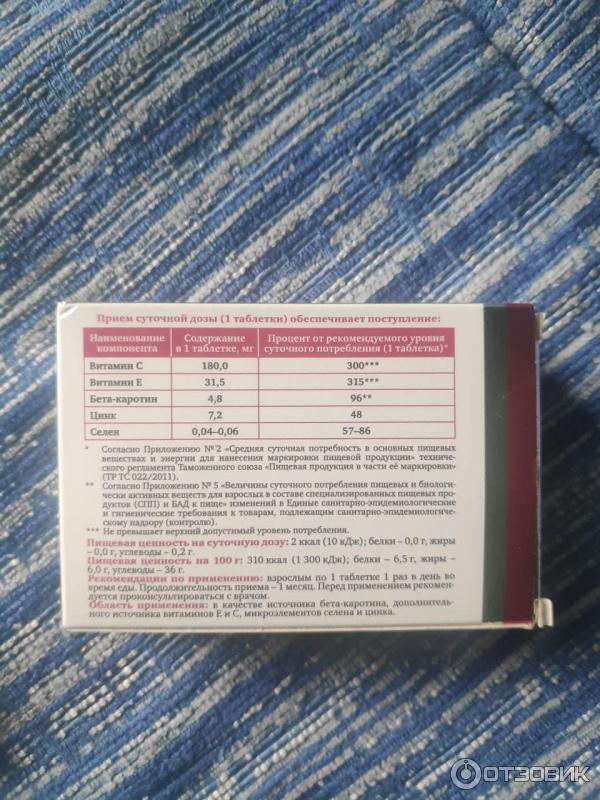 Прием суточной дозы (1 таблетки) обеспечивает поступление:
Наименование компонента Содержание в 1 таблетке, мг Процент от рекомендуемого уровня суточного потребления (1 таблетка)*
Витамин С 180,0 300***
Витамин Е 31,5 315***
Бета-каротин 4,8 96**
Цинк 7,2 48
Селен 0,04–0,06 57–86
* Согласно Приложению №2 «Средняя суточная потребность в основных пищевых
веществах и энергии для нанесения маркировки пищевой продукции» техниче-
ского регламента Таможенного союза «Пищевая продукция в части её маркировки»
(ТР ТС 022/2011).
** Согласно Приложению № 5 «Величины суточного потребления пищевых и биологи-
чески активных веществ для взрослых в составе специализированных пищевых про-
дуктов (СПП) и БАД к пище» изменений в Единые санитарно-эпидемиологические
и гигиенические требования к товарам, подлежащим санитарно-эпидемиологиче-
скому надзору (контролю).
*** Не превышает верхний допустимый уровень потребления.
Пищевая ценность на суточную дозу: 2 ккал (10 кДж); белки – 0,0 г, жиры
– 0,0 г, углеводы – 0,2 г.
Пищевая ценность на 100 г: 310 ккал (1 300 кДж); белки – 6,5 г, жиры –
6,0 г, углеводы – 36 г.
Рекомендации по применению: взрослым по 1 таблетке 1 раз в день во
время еды. Продолжительность приема – 1 месяц. Перед применением рекомен-
дуется проконсультироваться с врачом.
Область применения: в качестве источника бета-каротина, дополнитель-
ного источника витаминов Е и С, микроэлементов селена и цинка.
ОТЗОВИК